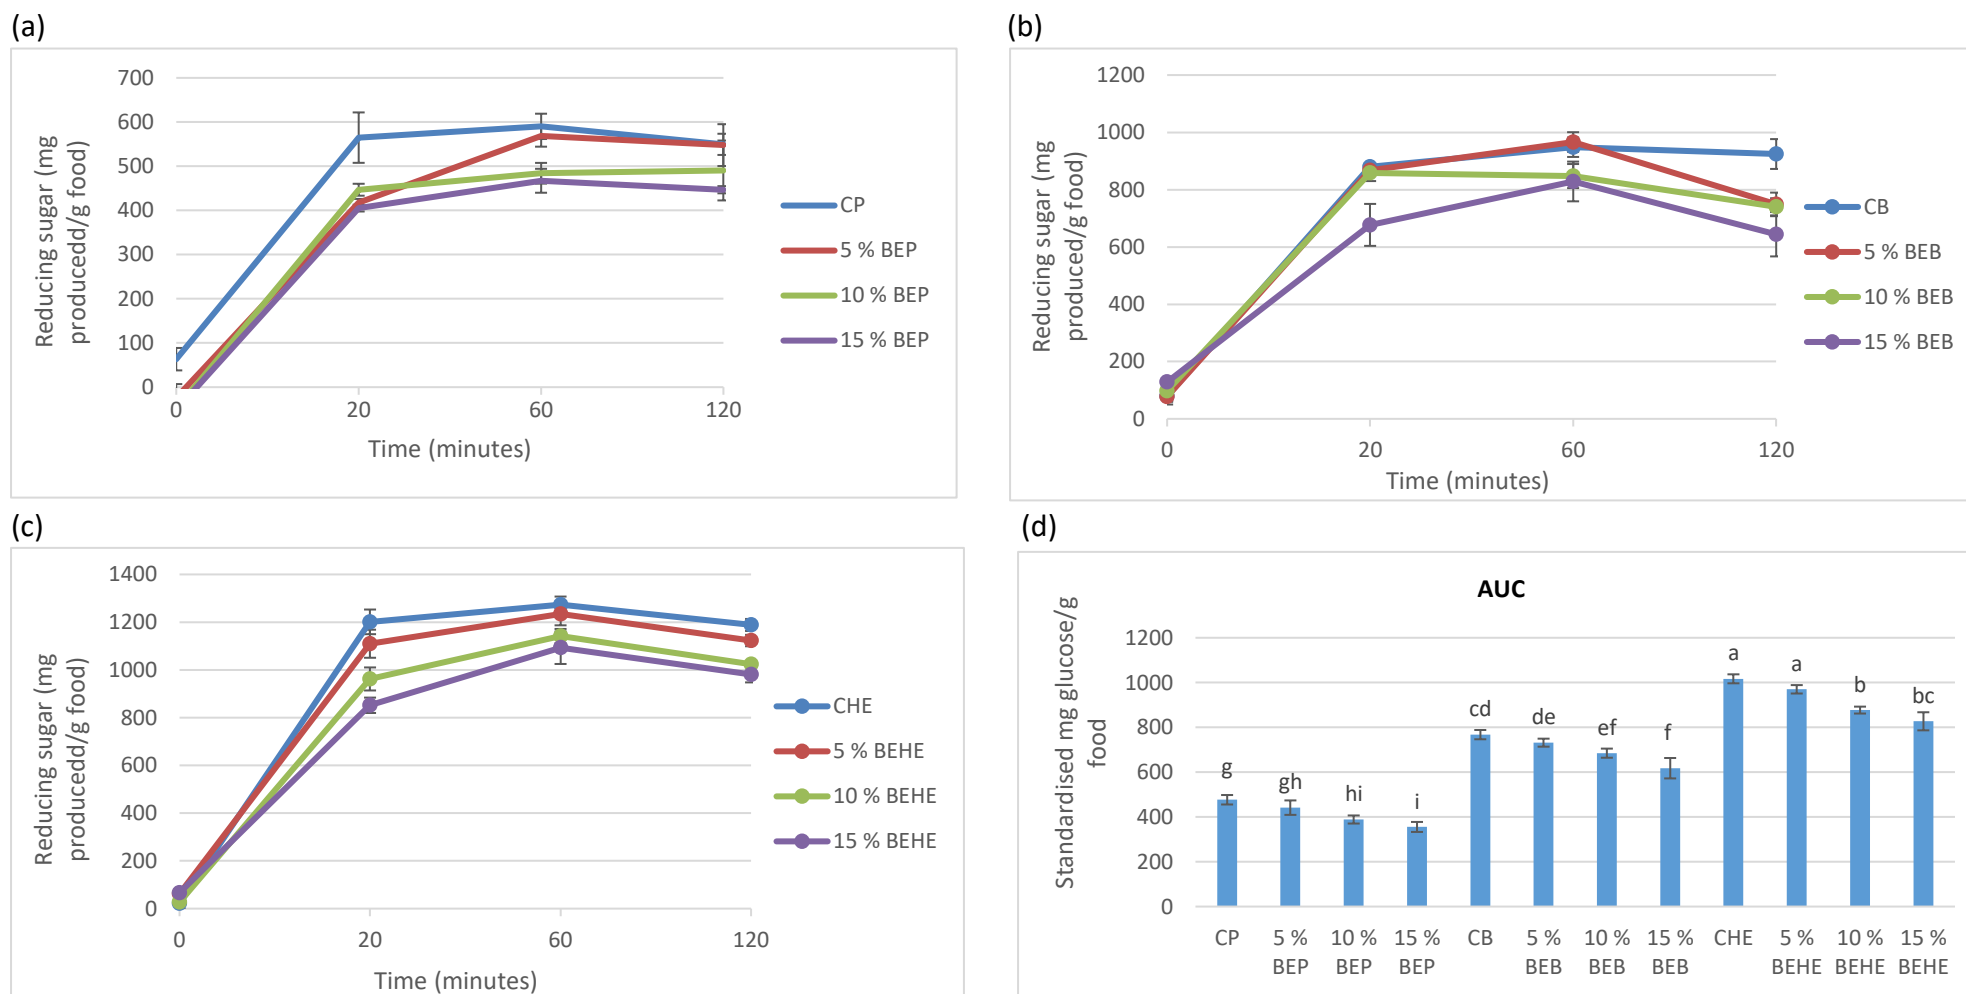 (a)
700
600
500
400
300
200
100
0
0
20
60
120
Reducing sugar (mg
producedd/g food)
Time (minutes)
CP
5 % BEP
10 % BEP
15 % BEP
(b)
1200
1000
800
600
400
200
0
0
20
60
120
Reducing sugar (mg
producedd/g food)
Time (minutes)
CB
5 % BEB
10 % BEB
15 % BEB
(c)
1400
1200
1000
800
600
400
200
0
0
20
60
120
Reducing sugar (mg
producedd/g food)
Time (minutes)
CHE
5 % BEHE
10 % BEHE
15 % BEHE
(d)
AUC
Standardised mg glucose/g
food
1200
1000
800
600
400
200
0
g
gh
hi
i
cd
de
ef
f
a
a
b
bc
CP
5 %
BEP
10 %
BEP
15 %
BEP
CB
5 %
BEB
10 %
BEB
15 %
BEB
CHE
5 %
BEHE
10 %
BEHE
15 %
BEHE